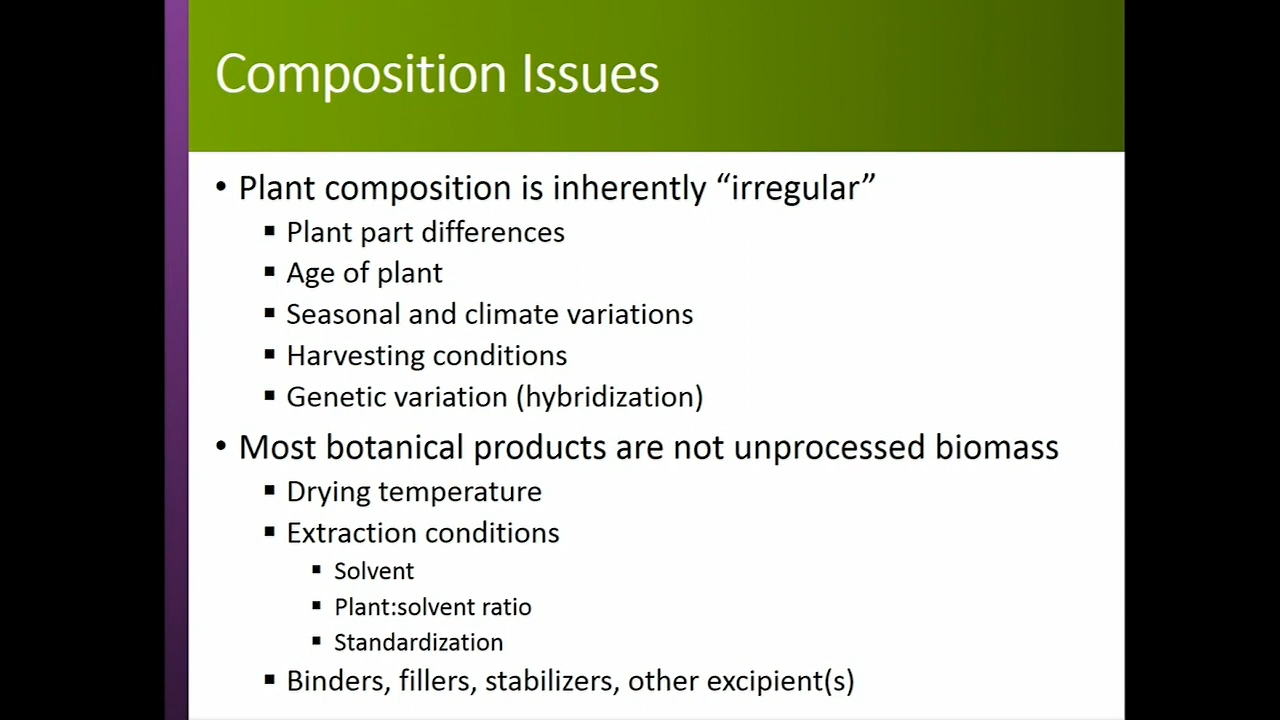 Composition Issues
• Plant composition is inherently “irregular”
▪ Plant part differences
▪ Age of plant
▪ Seasonal and climate variations
▪ Harvesting conditions
▪ Genetic variation (hybridization)
• Most botanical products are not unprocessed biomass
▪ Drying temperature
▪ Extraction conditions
▪ Solvent
▪ Plant:solvent ratio
▪ Standardization
▪ Binders, fillers, stabilizers, other excipient(s)